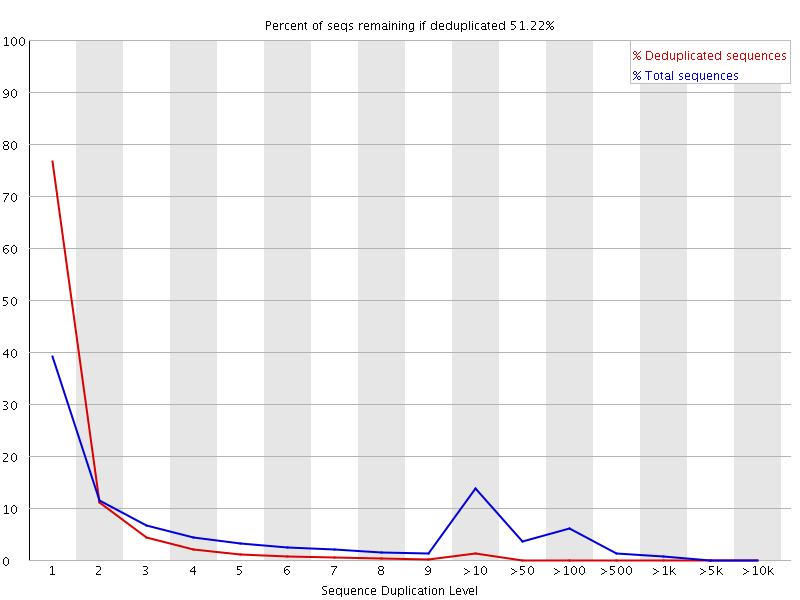 Percent of seqs remaining if deduplicated 51.22%
% Deduplicated sequences
% Total sequences
100
90
80
70
60
50
40
30
20
10
0
1 2 3 4 5 6 7 8 9 >10 >50 >100 >500 >1k >5k >10k
Sequence Duplication Level